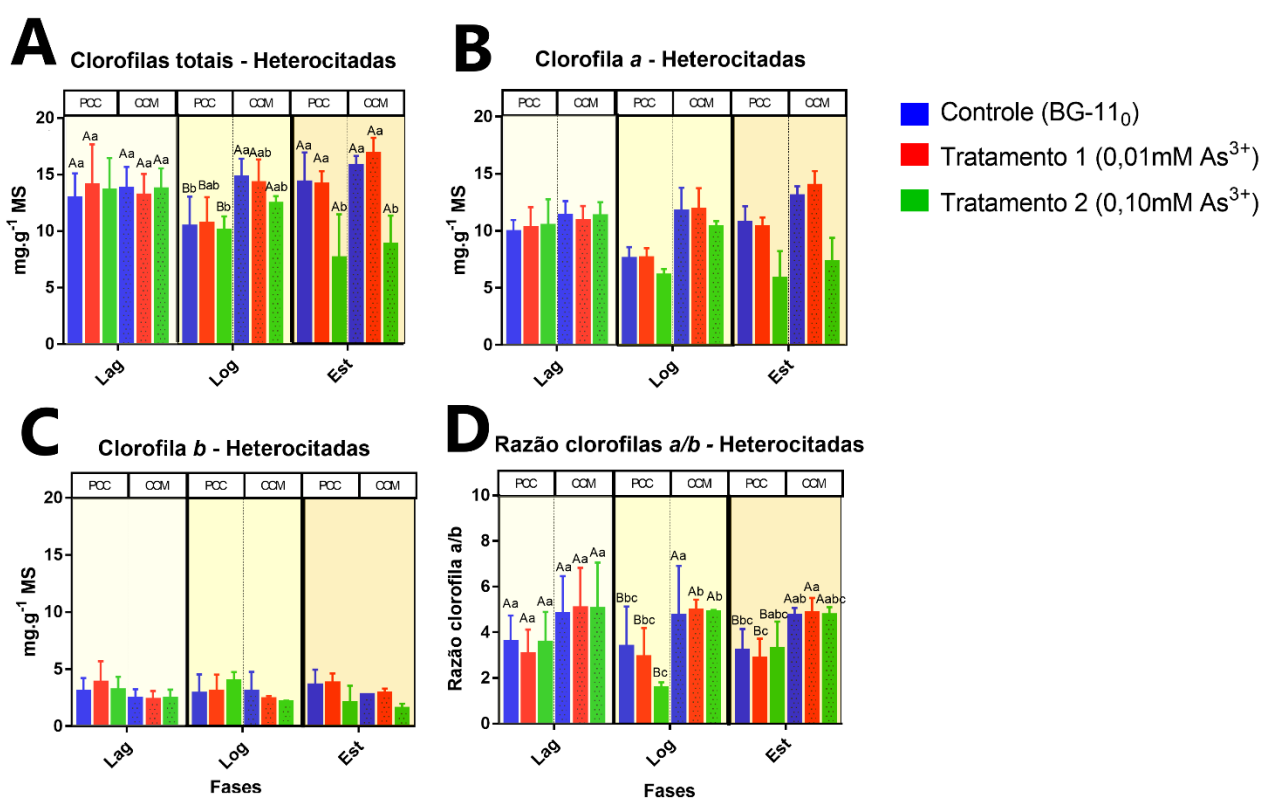 A
Clorofilas totais - Heterocitadas
PCC CCM PCC CCM PCC CCM
mg.g⁻¹ MS
20
15
10
5
0
Aa Aa Aa Aa Aa Aa
Bb Bab Bb Aa Aab Aab
Aa Aa Ab Aa Aa Ab
Lag Log Est
B
Clorofila a - Heterocitadas
PCC CCM PCC CCM PCC CCM
mg.g⁻¹ MS
20
15
10
5
0
Lag Log Est
Controle (BG-11₀)
Tratamento 1 (0,01mM As³⁺)
Tratamento 2 (0,10mM As³⁺)
C
Clorofila b - Heterocitadas
PCC CCM PCC CCM PCC CCM
mg.g⁻¹ MS
20
15
10
5
0
Lag Log Est
Fases
D
Razão clorofilas a/b - Heterocitadas
PCC CCM PCC CCM PCC CCM
Razão clorofila a/b
10
8
6
4
2
0
Aa Aa Aa Aa Aa Aa
Bbc Bbc Bc Aa Ab Ab
Bbc Bc Babc Aab Aa Aabc
Lag Log Est
Fases